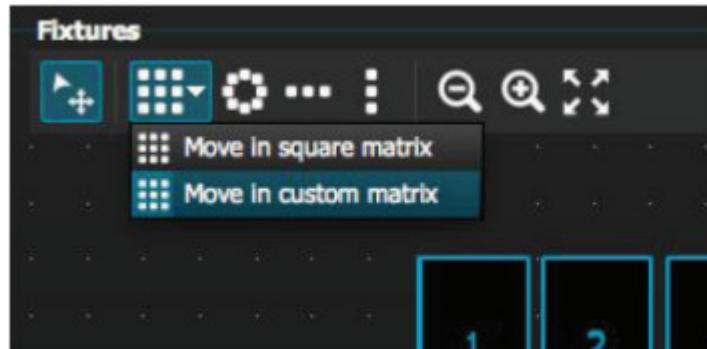 Fixtures
Move in square matrix
Move in custom matrix
1 2